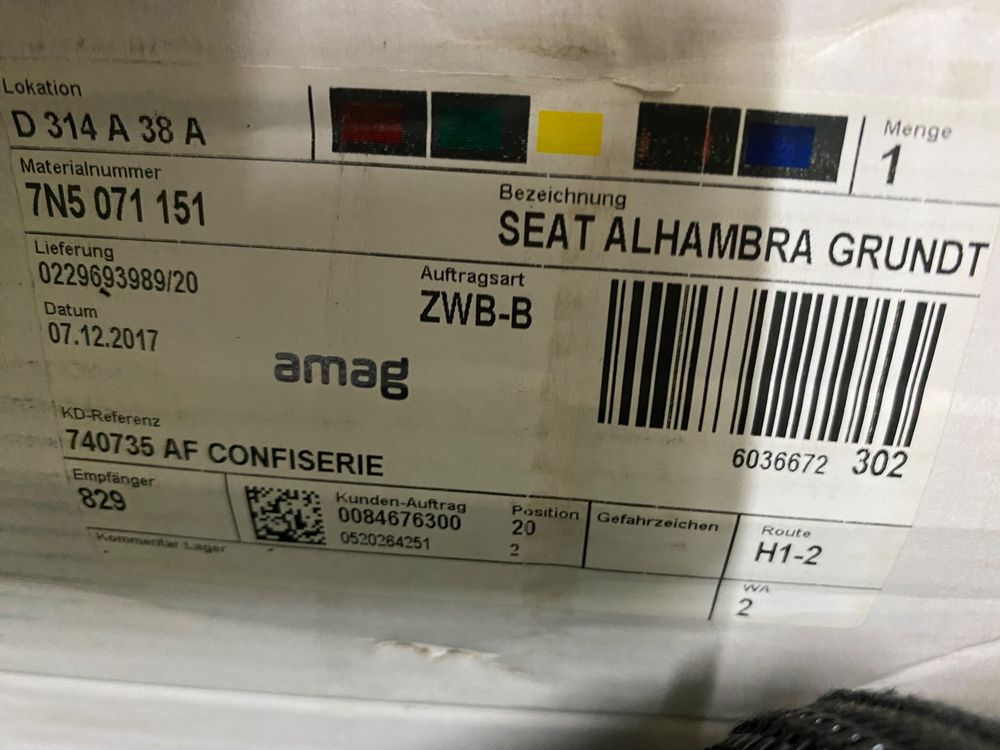 Lokation
D 314 A 38 A
Menge
1
Materialnummer
7N5 071 151
Bezeichnung
SEAT ALHAMBRA GRUNDT
Lieferung
0229693989/20
Auftragsart
ZWB-B
Datum
07.12.2017
amag
6036672 302
KD-Referenz
740735 AF CONFISERIE
Empfänger
829
Kunden-Auftrag
0084676300
0520264251
Position
20
2
Gefahrzeichen
Route
H1-2
WA
2
Kommentar Lager